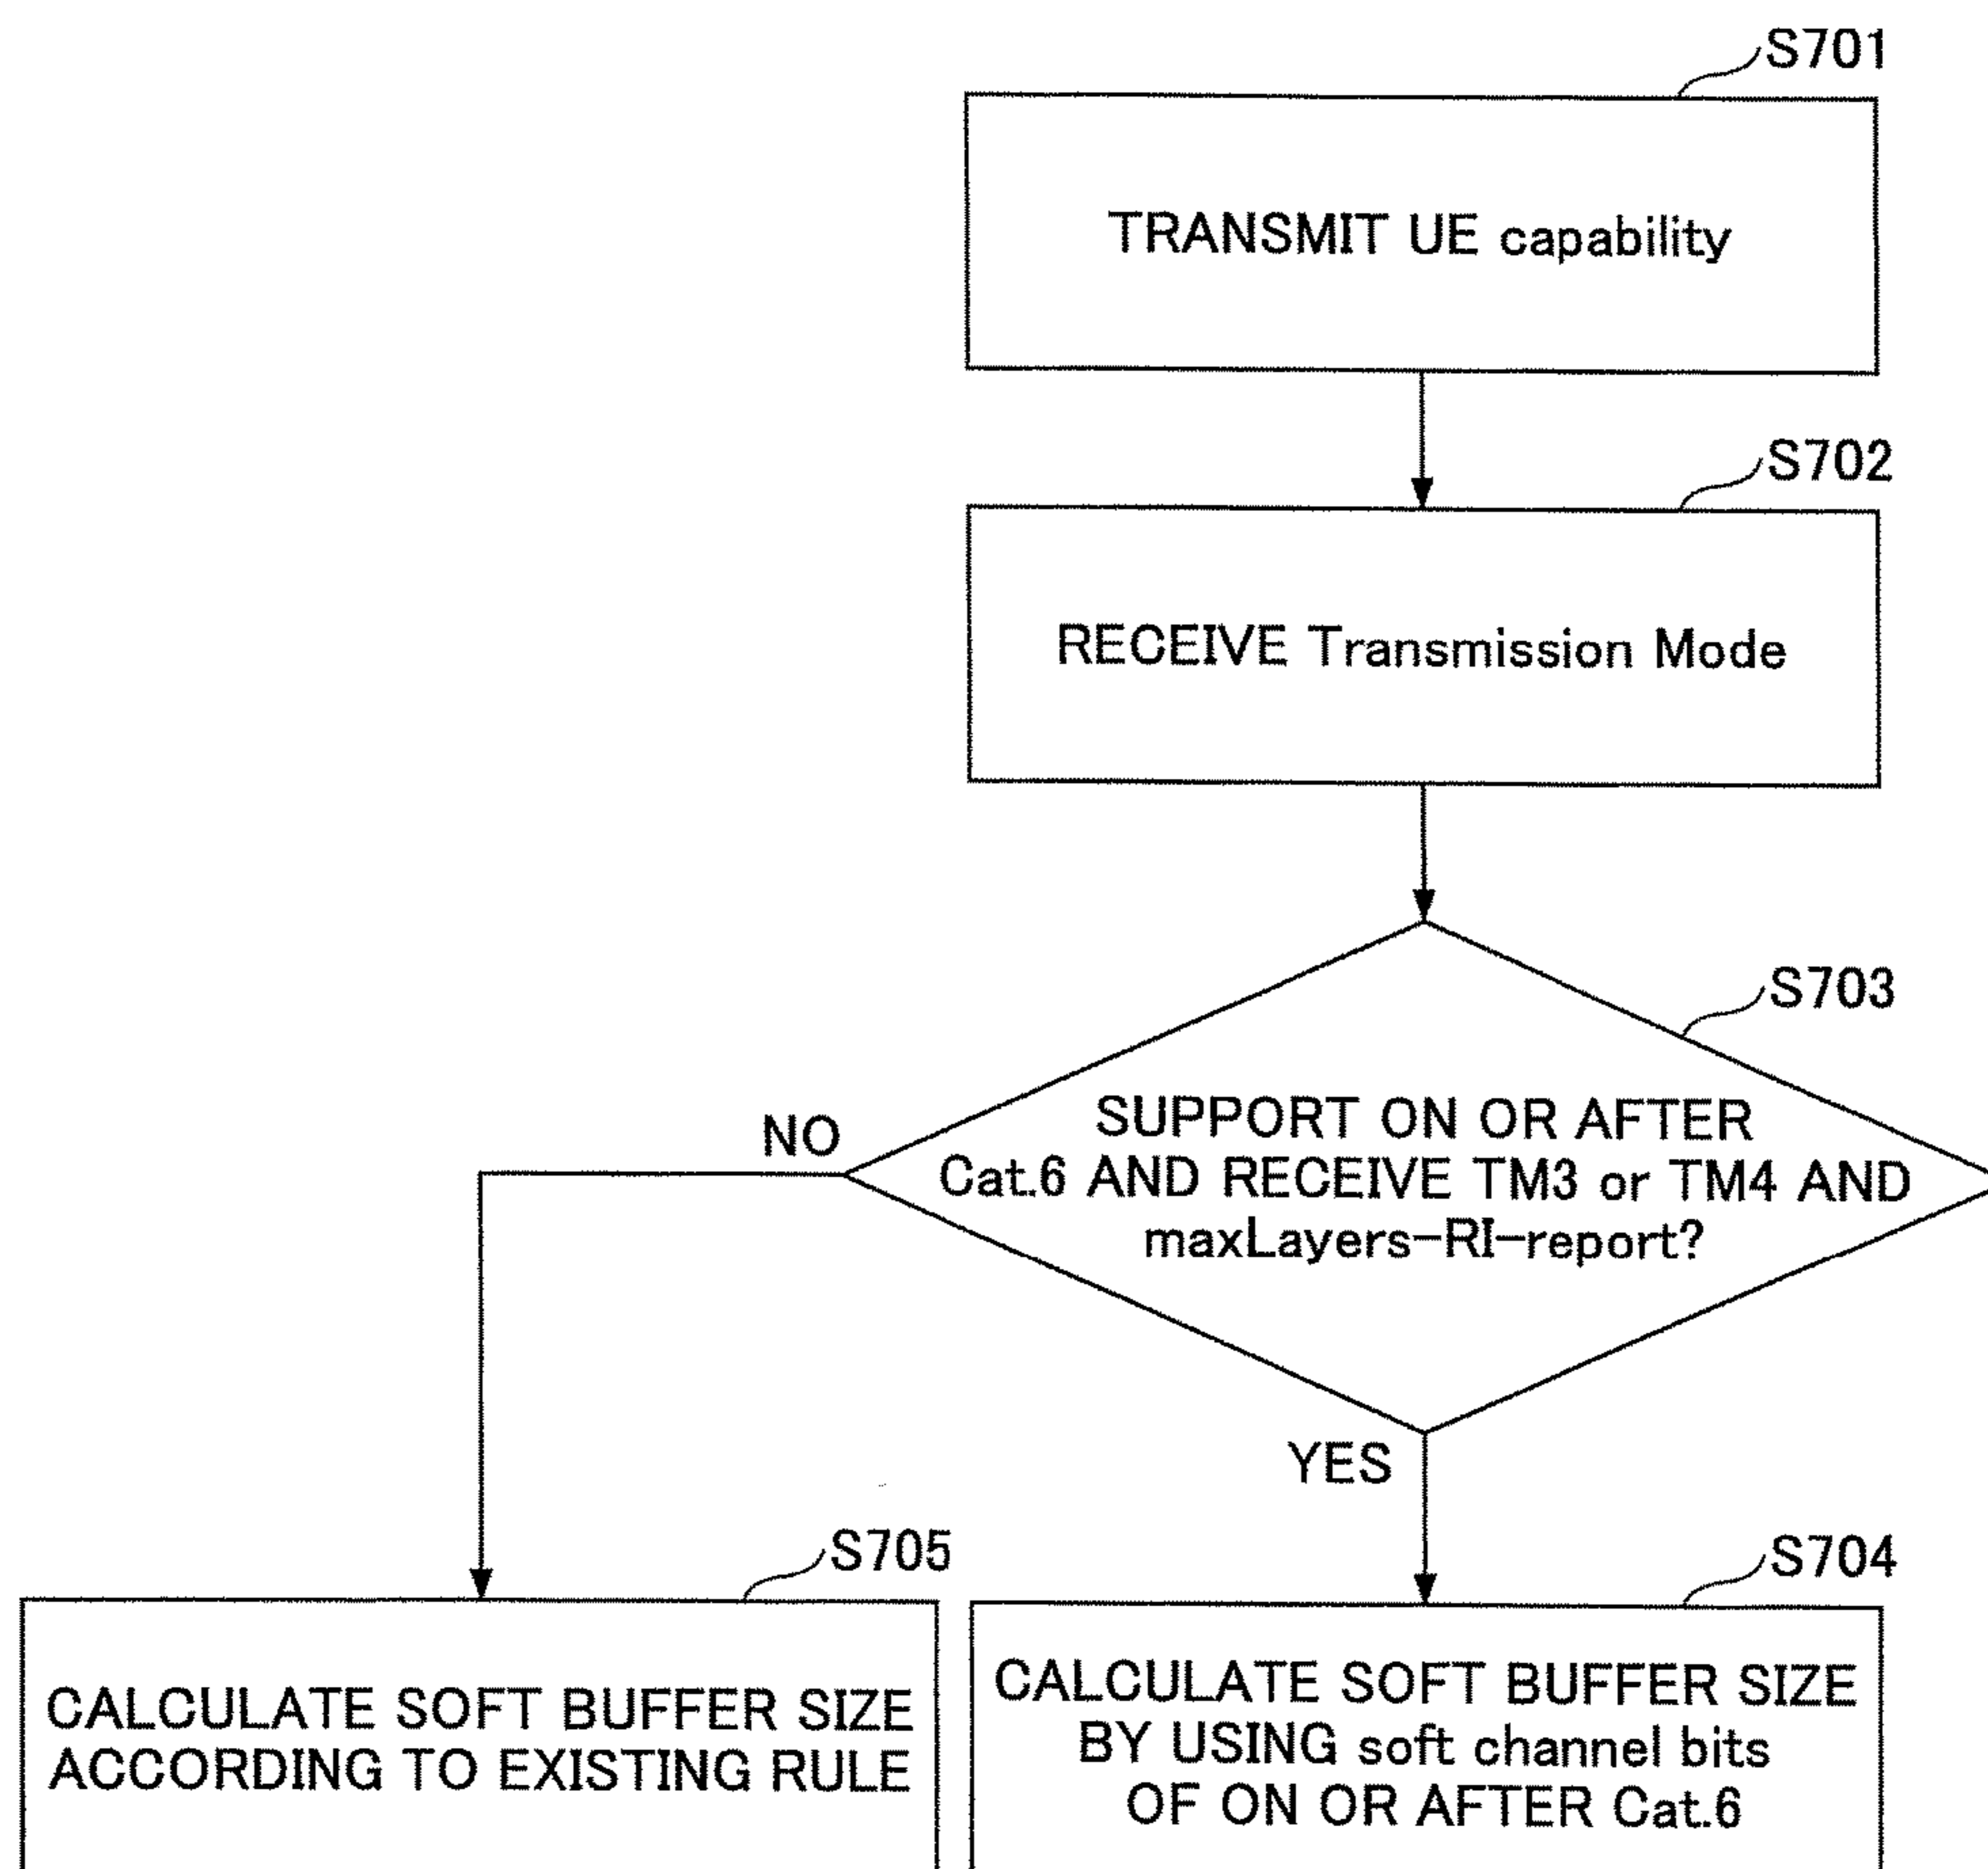 S701
TRANSMIT UE capability
S702
RECEIVE Transmission Mode
S703
SUPPORT ON OR AFTER
Cat.6 AND RECEIVE TM3 or TM4 AND
maxLayers-RI-report?
NO
YES
S705
CALCULATE SOFT BUFFER SIZE
ACCORDING TO EXISTING RULE
S704
CALCULATE SOFT BUFFER SIZE
BY USING soft channel bits
OF ON OR AFTER Cat.6